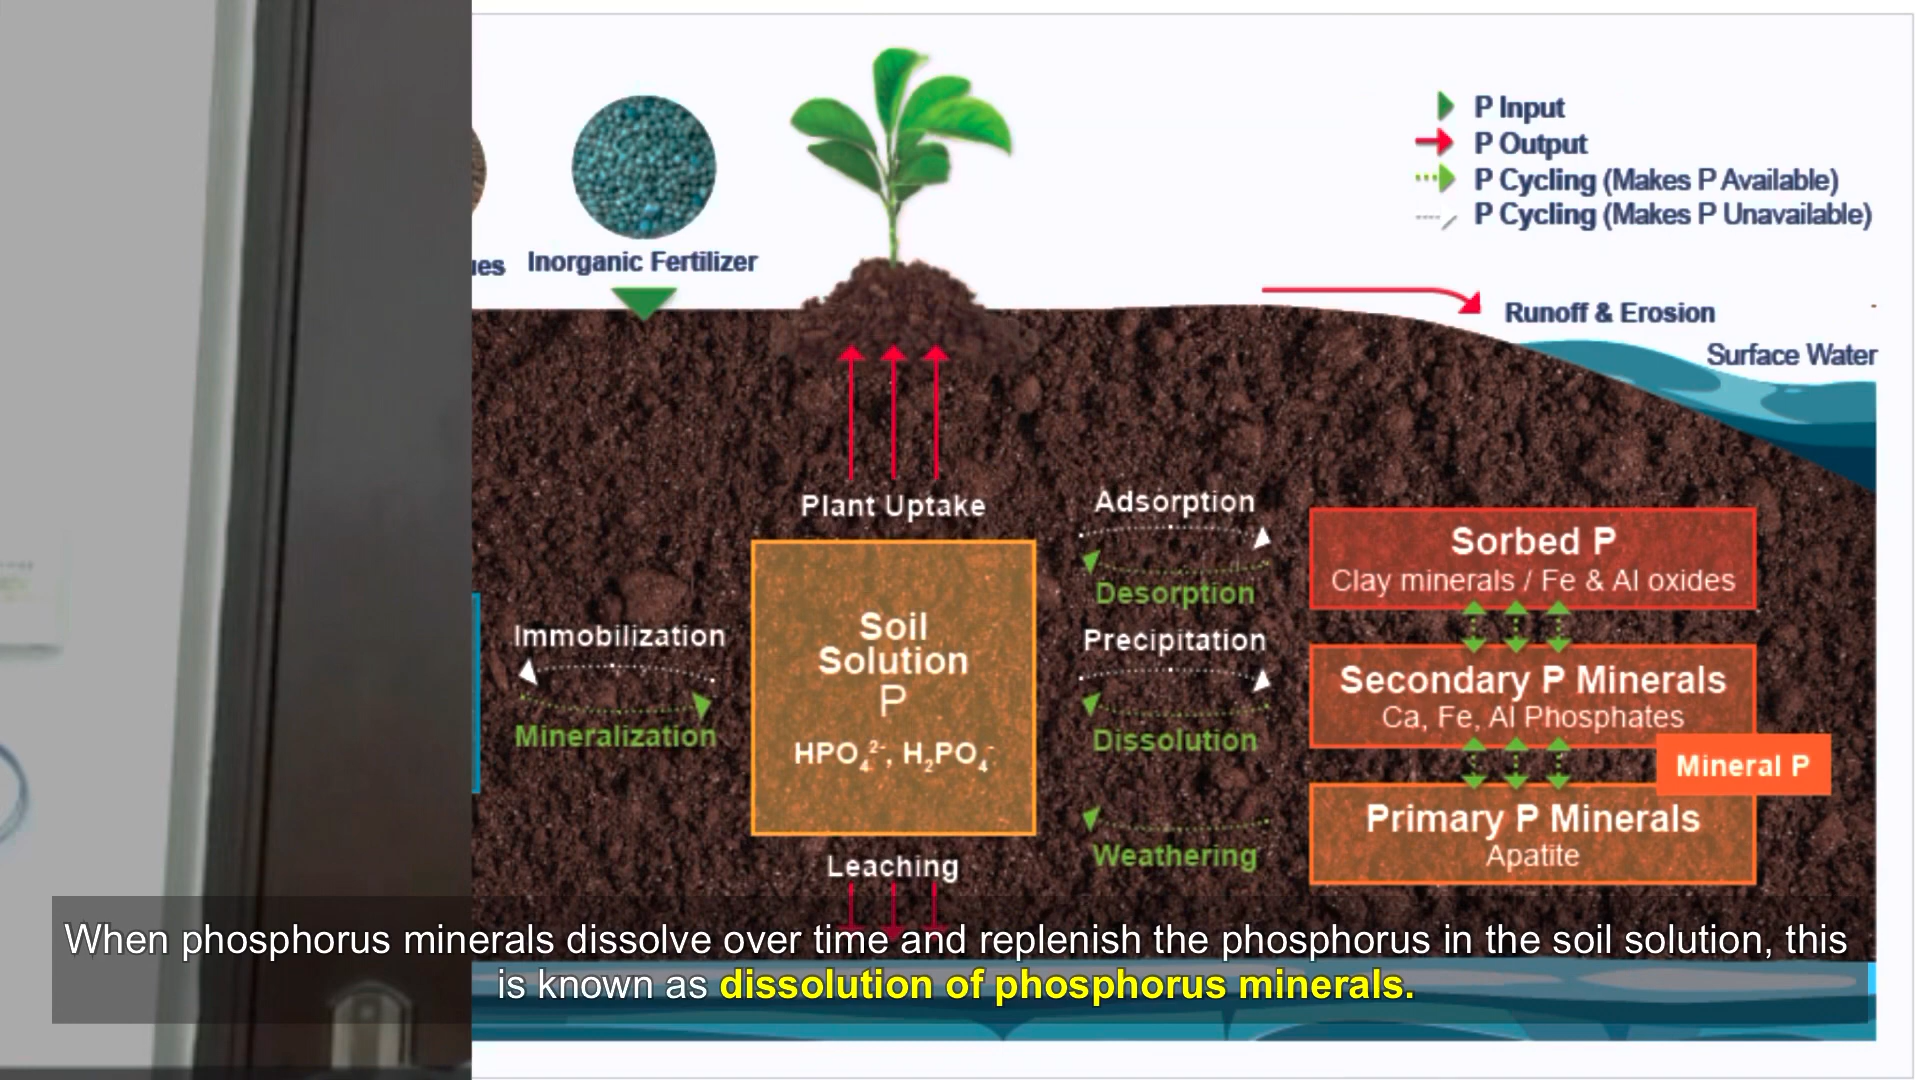 P Input
P Output
P Cycling (Makes P Available)
P Cycling (Makes P Unavailable)
ues
Inorganic Fertilizer
Runoff & Erosion
Surface Water
Plant Uptake
Adsorption
Desorption
Sorbed P
Clay minerals / Fe & Al oxides
Immobilization
Mineralization
Soil
Solution
P
HPO₄²⁻, H₂PO₄⁻
Precipitation
Dissolution
Secondary P Minerals
Ca, Fe, Al Phosphates
Mineral P
Weathering
Primary P Minerals
Apatite
Leaching
When phosphorus minerals dissolve over time and replenish the phosphorus in the soil solution, this
is known as dissolution of phosphorus minerals.